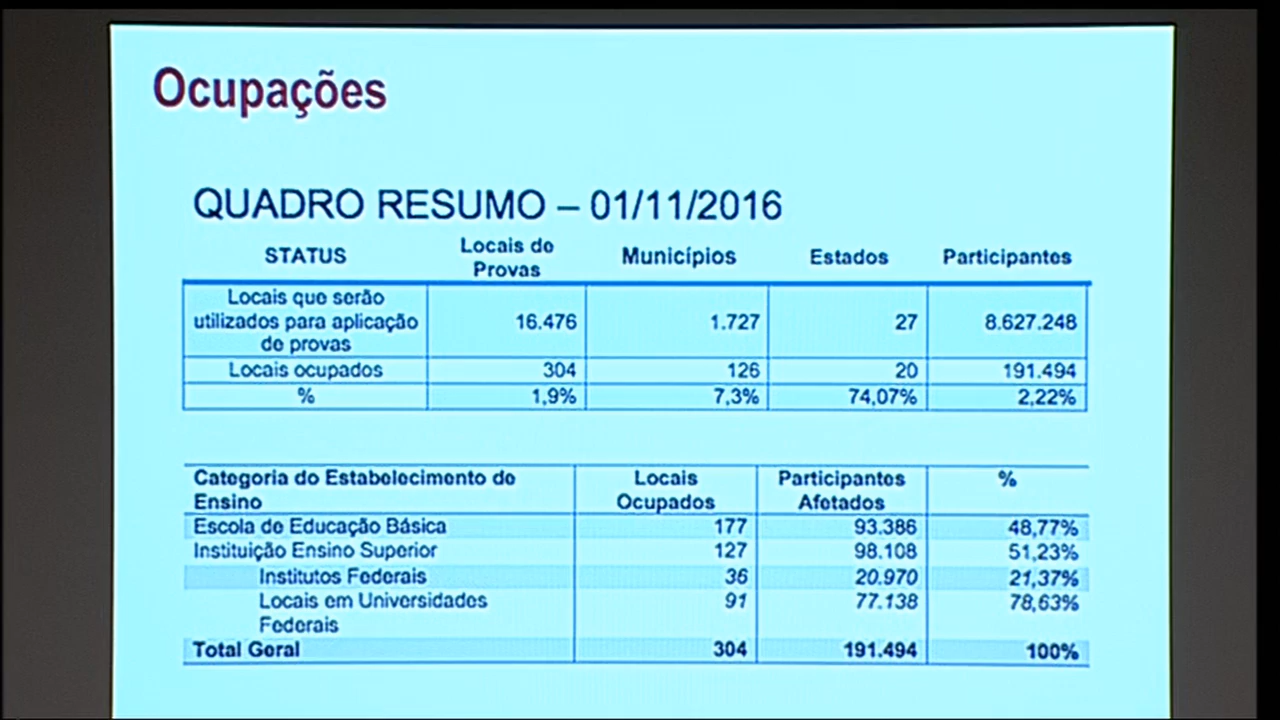 Ocupações
QUADRO RESUMO – 01/11/2016
STATUS Locais de Provas Municípios Estados Participantes
Locais que serão utilizados para aplicação de provas 16.476 1.727 27 8.627.248
Locais ocupados 304 126 20 191.494
% 1,9% 7,3% 74,07% 2,22%
Categoria do Estabelecimento de Ensino Locais Ocupados Participantes Afetados %
Escola de Educação Básica 177 93.386 48,77%
Instituição Ensino Superior 127 98.108 51,23%
Institutos Federais 36 20.970 21,37%
Locais em Universidades Federais 91 77.138 78,63%
Total Geral 304 191.494 100%